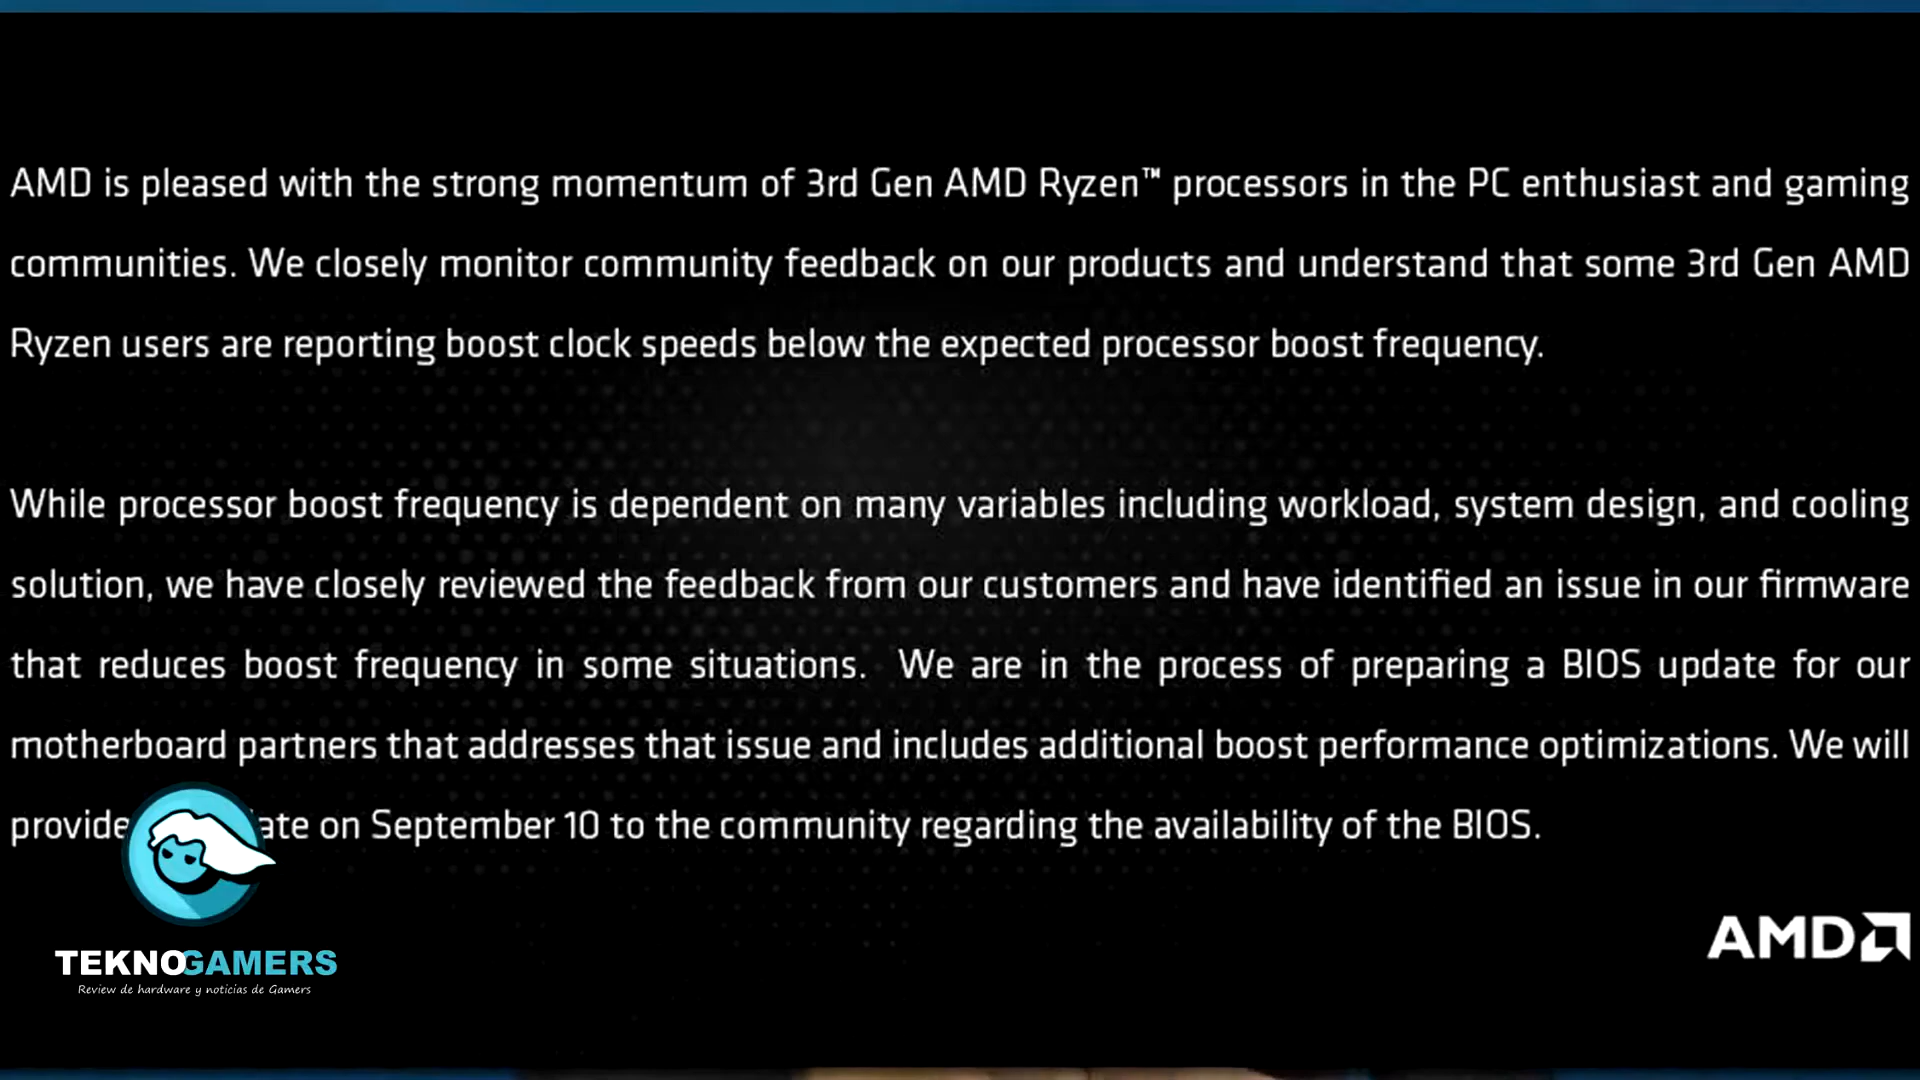 AMD is pleased with the strong momentum of 3rd Gen AMD Ryzen™ processors in the PC enthusiast and gaming
communities. We closely monitor community feedback on our products and understand that some 3rd Gen AMD
Ryzen users are reporting boost clock speeds below the expected processor boost frequency.
While processor boost frequency is dependent on many variables including workload, system design, and cooling
solution, we have closely reviewed the feedback from our customers and have identified an issue in our firmware
that reduces boost frequency in some situations. We are in the process of preparing a BIOS update for our
motherboard partners that addresses that issue and includes additional boost performance optimizations. We will
provide on September 10 to the community regarding the availability of the BIOS.
AMD
TEKNOGAMERS
Review de hardware y noticias de Gamers